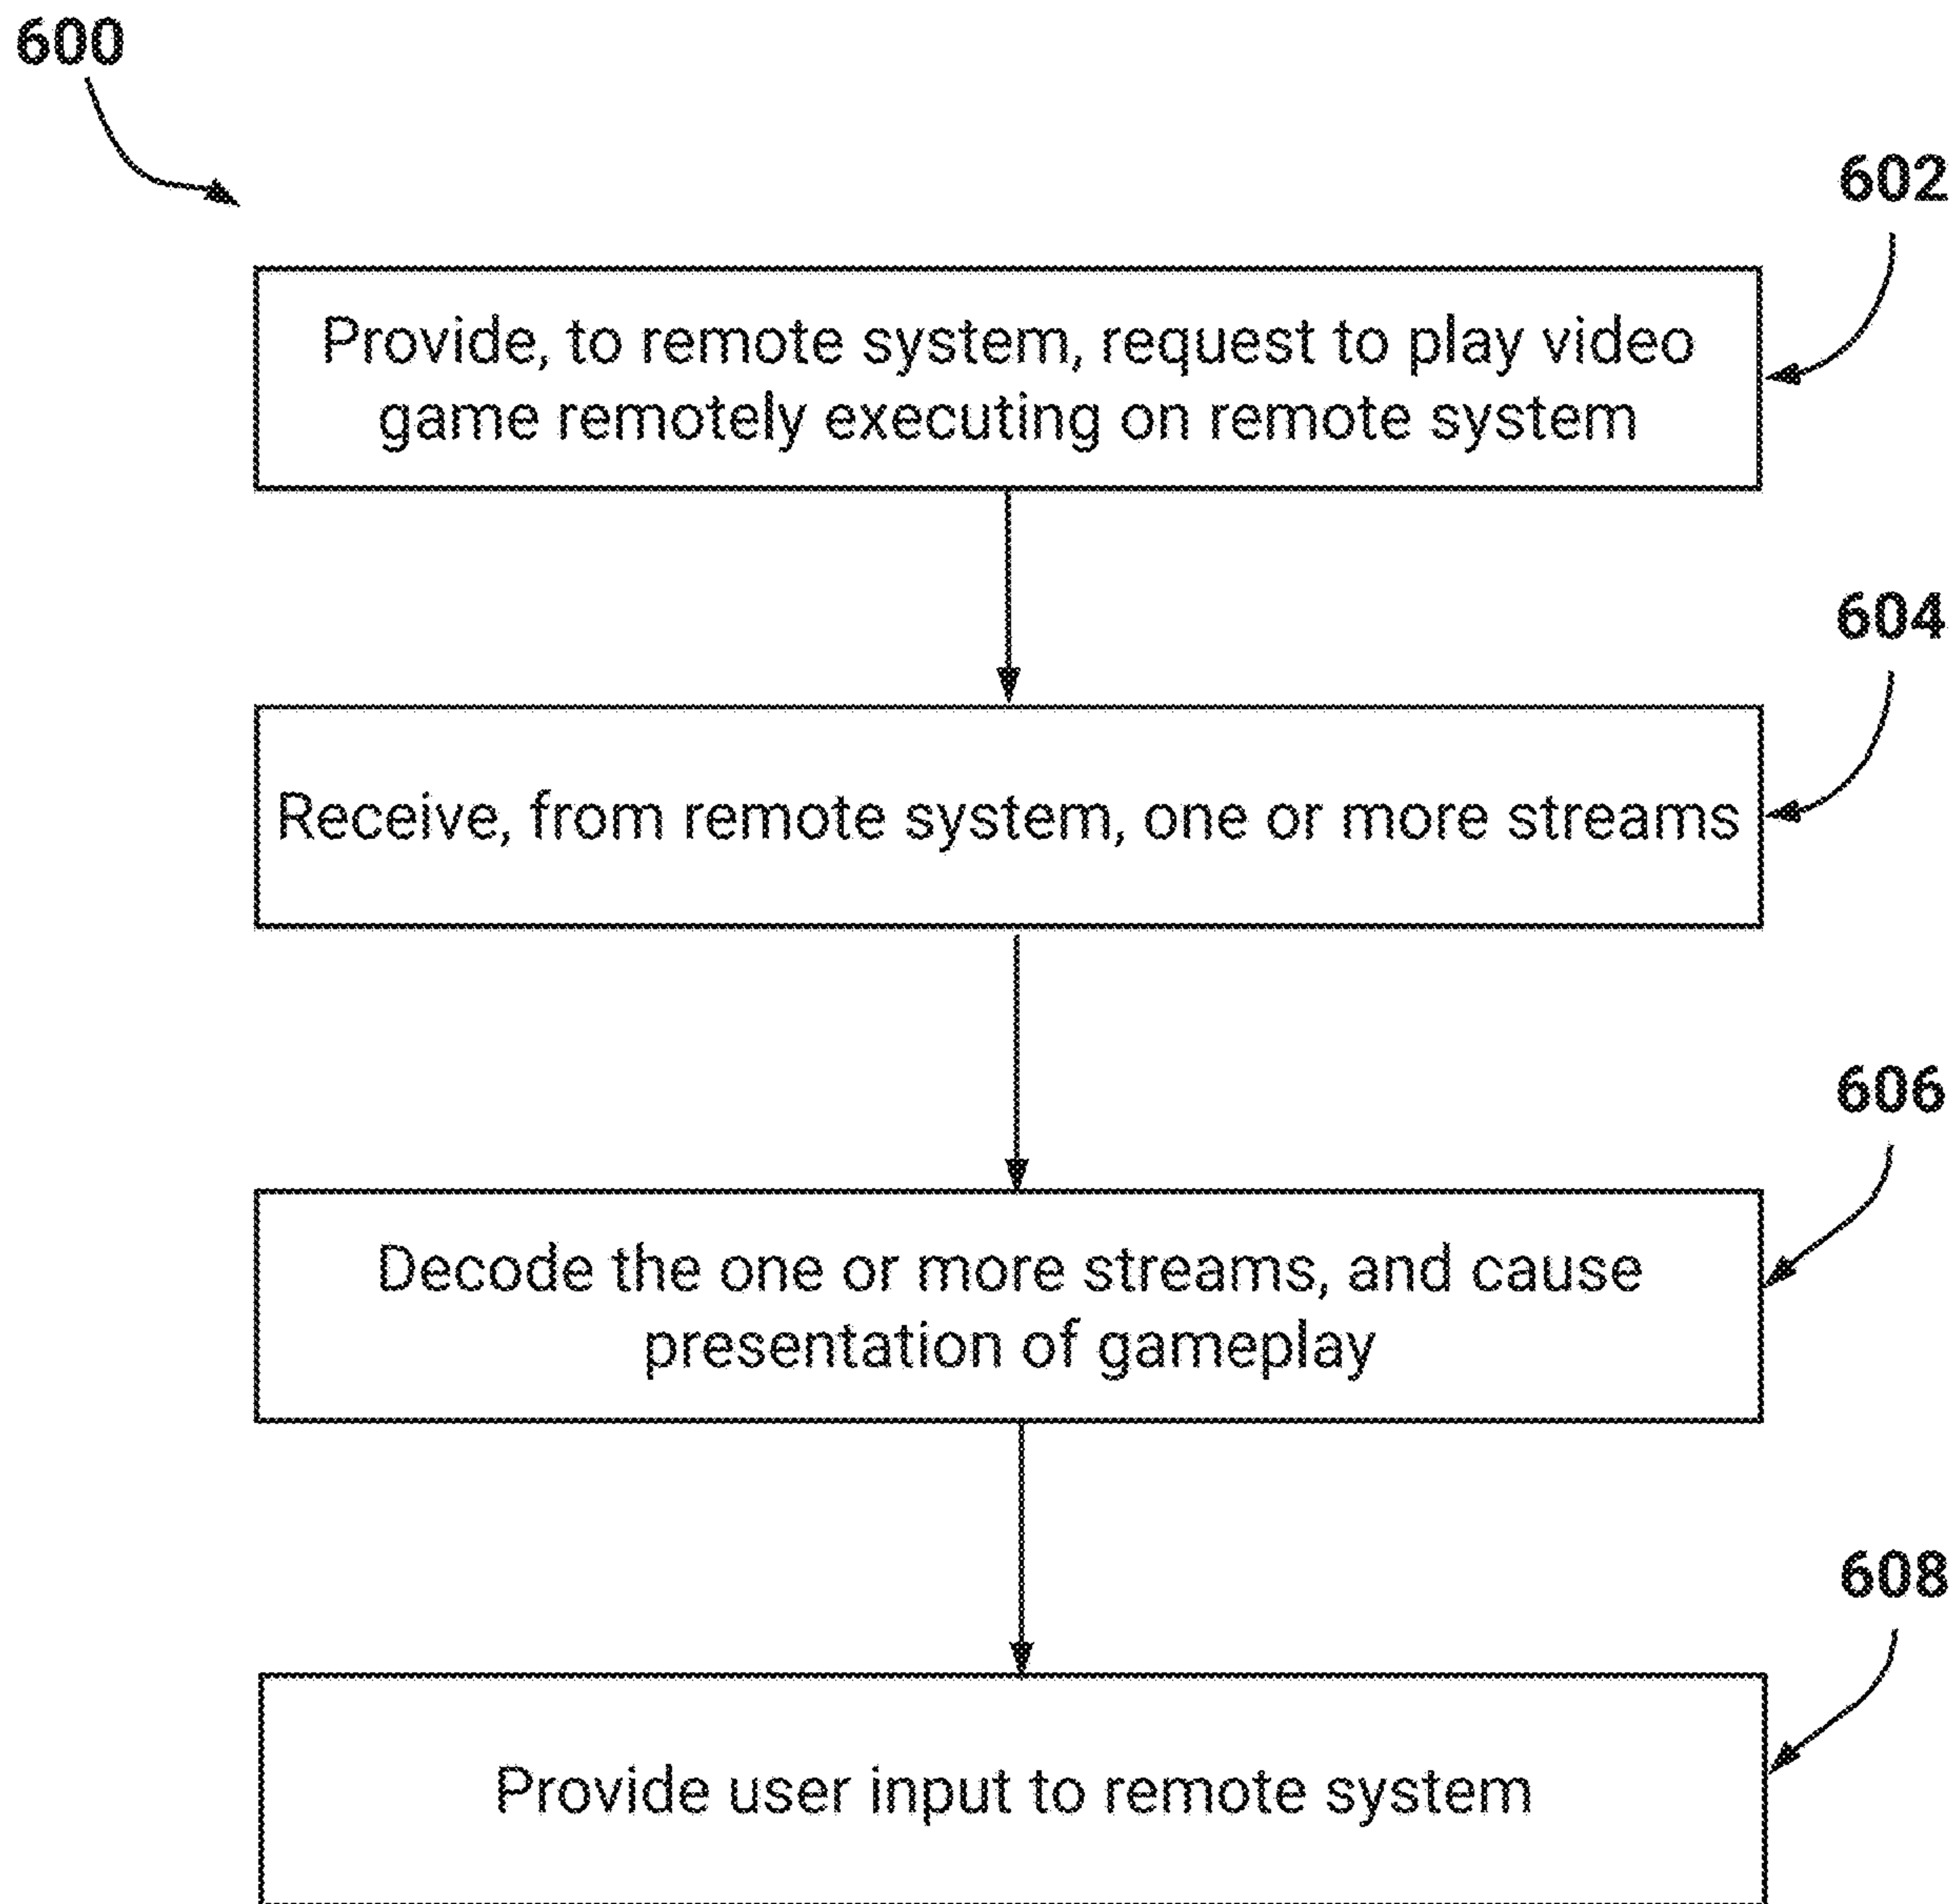 600
602
Provide, to remote system, request to play video
game remotely executing on remote system
604
Receive, from remote system, one or more streams
606
Decode the one or more streams, and cause
presentation of gameplay
608
Provide user input to remote system